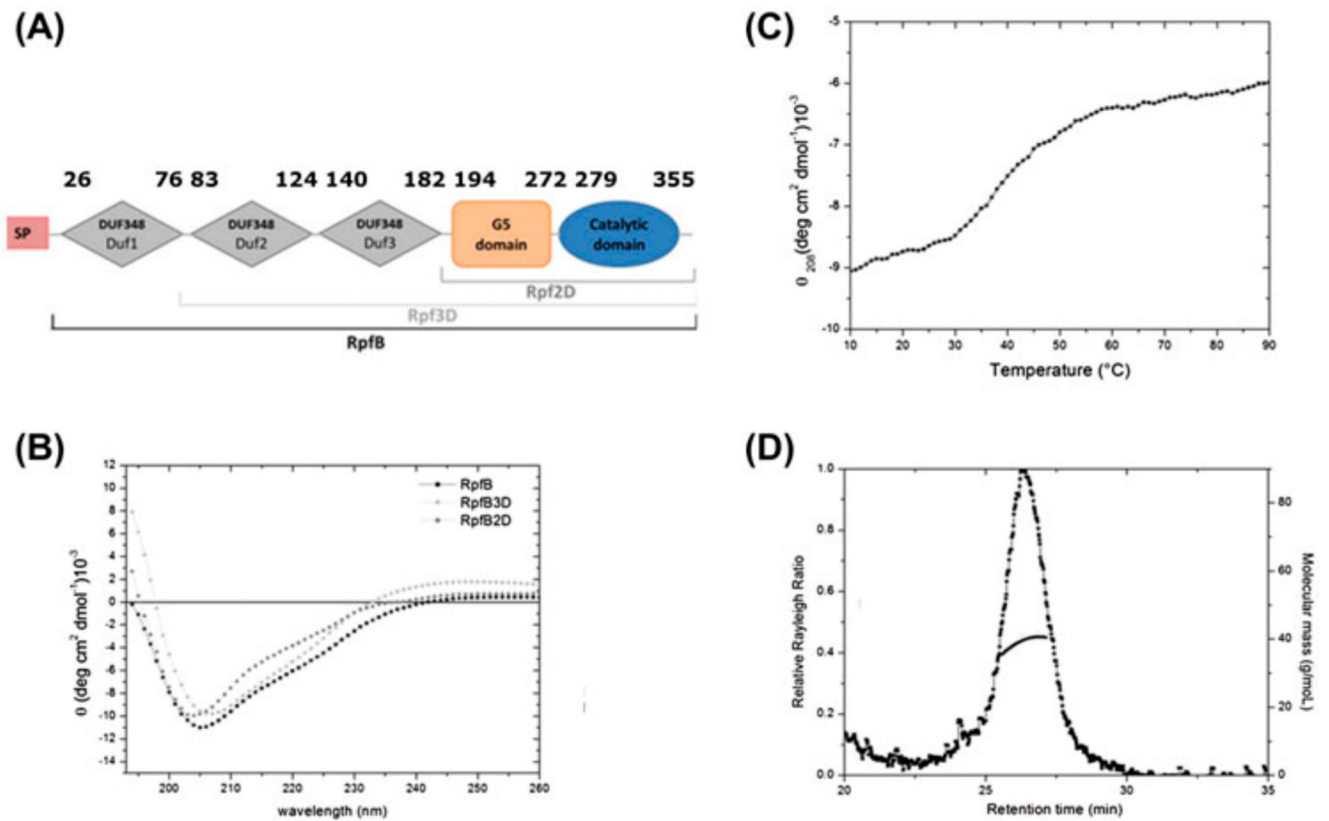 (A)
26 76 83 124 140 182 194 272 279 355
SP
DUF348
Duf1
DUF348
Duf2
DUF348
Duf3
G5
domain
Catalytic
domain
Rpf2D
Rpf3D
RpfB
(B)
12
10
8
6
4
2
0
-2
-4
-6
-8
-10
-12
-14
θ (deg cm² dmol⁻¹)10⁻³
RpfB
RpfB3D
RpfB2D
200 210 220 230 240 250 260
wavelength (nm)
(C)
-5
-6
-7
-8
-9
-10
θ ₂₀₈(deg cm² dmol⁻¹)10⁻³
10 20 30 40 50 60 70 80 90
Temperature (°C)
(D)
1.0
0.8
0.6
0.4
0.2
0.0
Relative Rayleigh Ratio
80
60
40
20
0
Molecular mass (g/moL)
20 25 30 35
Retention time (min)